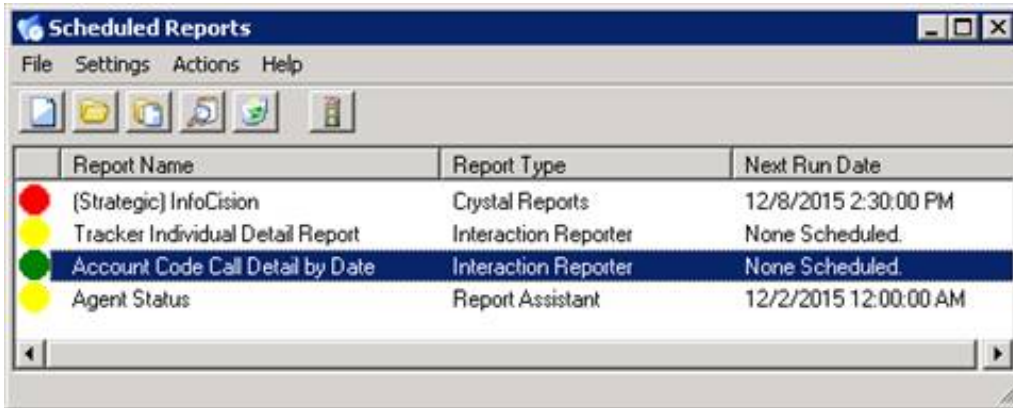 Scheduled Reports
File Settings Actions Help
Report Name Report Type Next Run Date
(Strategic) InfoCision Crystal Reports 12/8/2015 2:30:00 PM
Tracker Individual Detail Report Interaction Reporter None Scheduled.
Account Code Call Detail by Date Interaction Reporter None Scheduled.
Agent Status Report Assistant 12/2/2015 12:00:00 AM